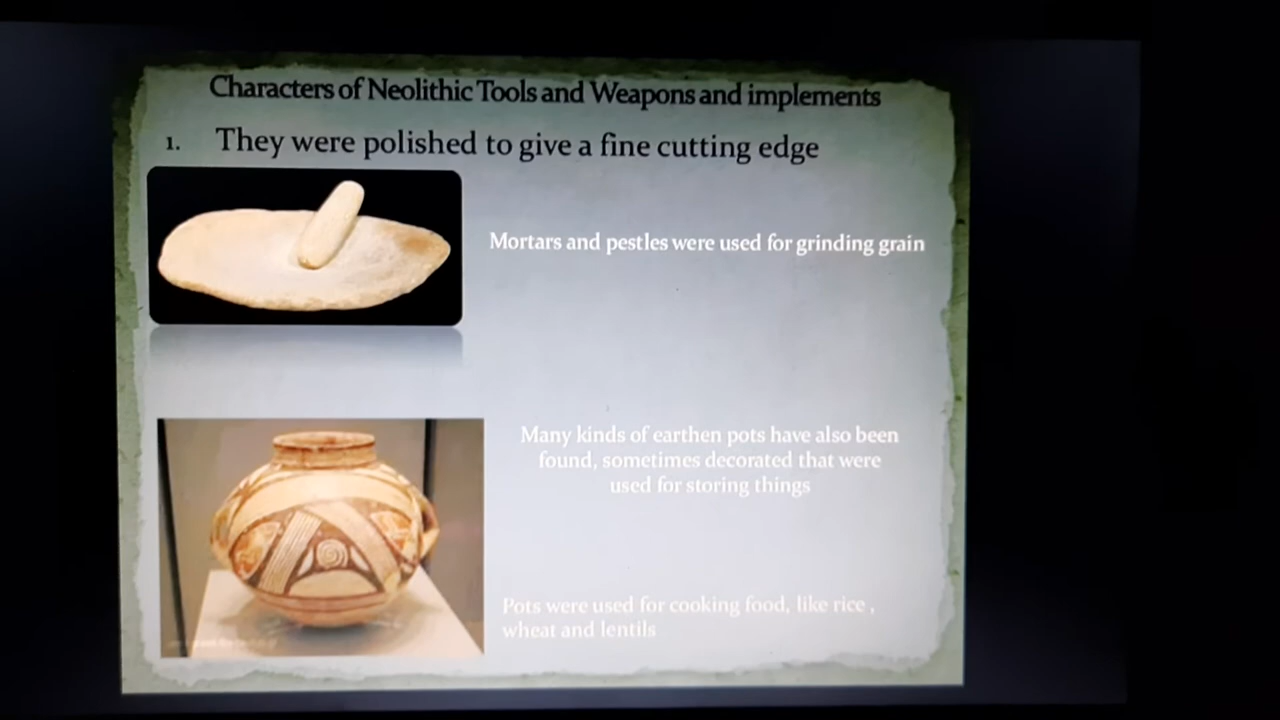 Characters of Neolithic Tools and Weapons and implements
1. They were polished to give a fine cutting edge
Mortars and pestles were used for grinding grain
Many kinds of earthen pots have also been
found, sometimes decorated that were
used for storing things
Pots were used for cooking food, like rice ,
wheat and lentils